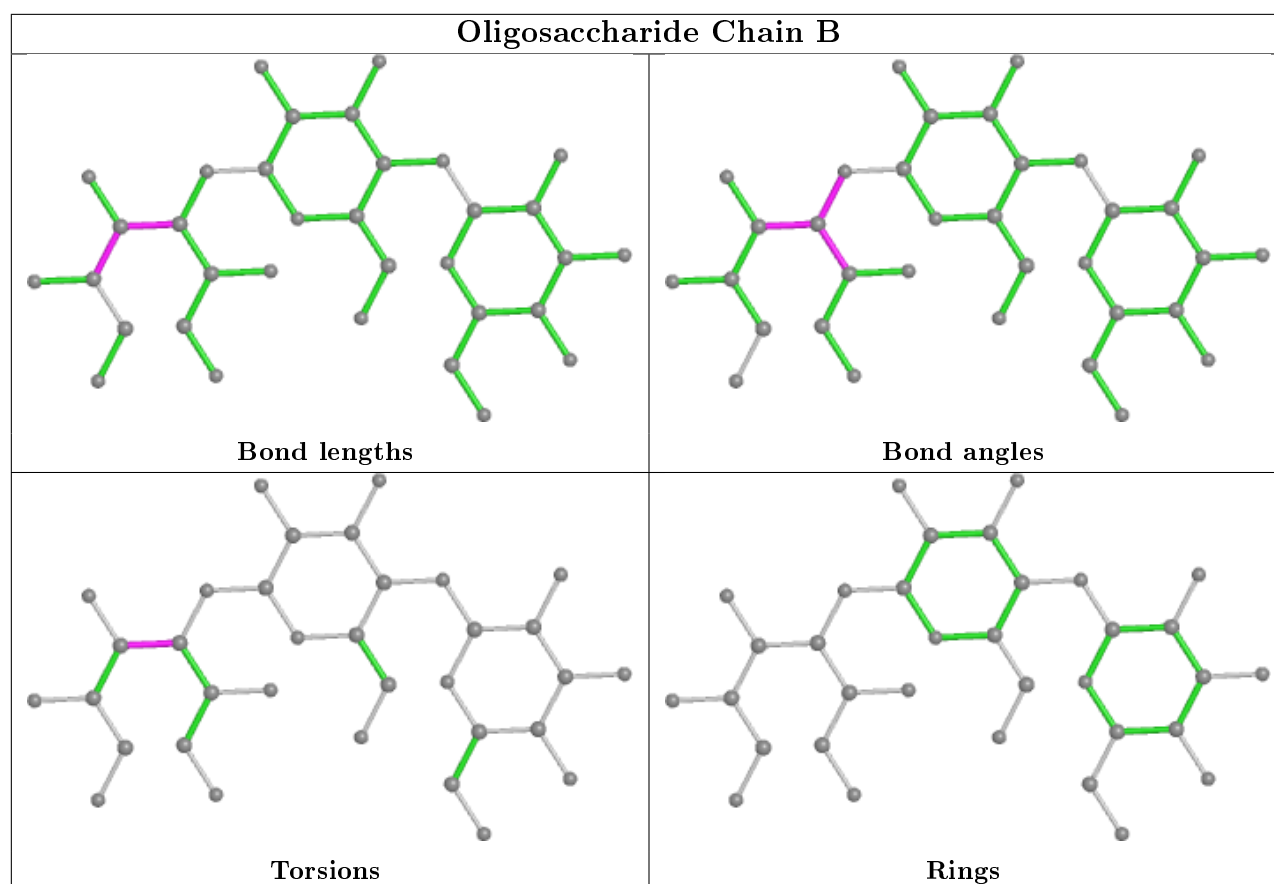 Oligosaccharide Chain B
Bond lengths
Bond angles
Torsions
Rings